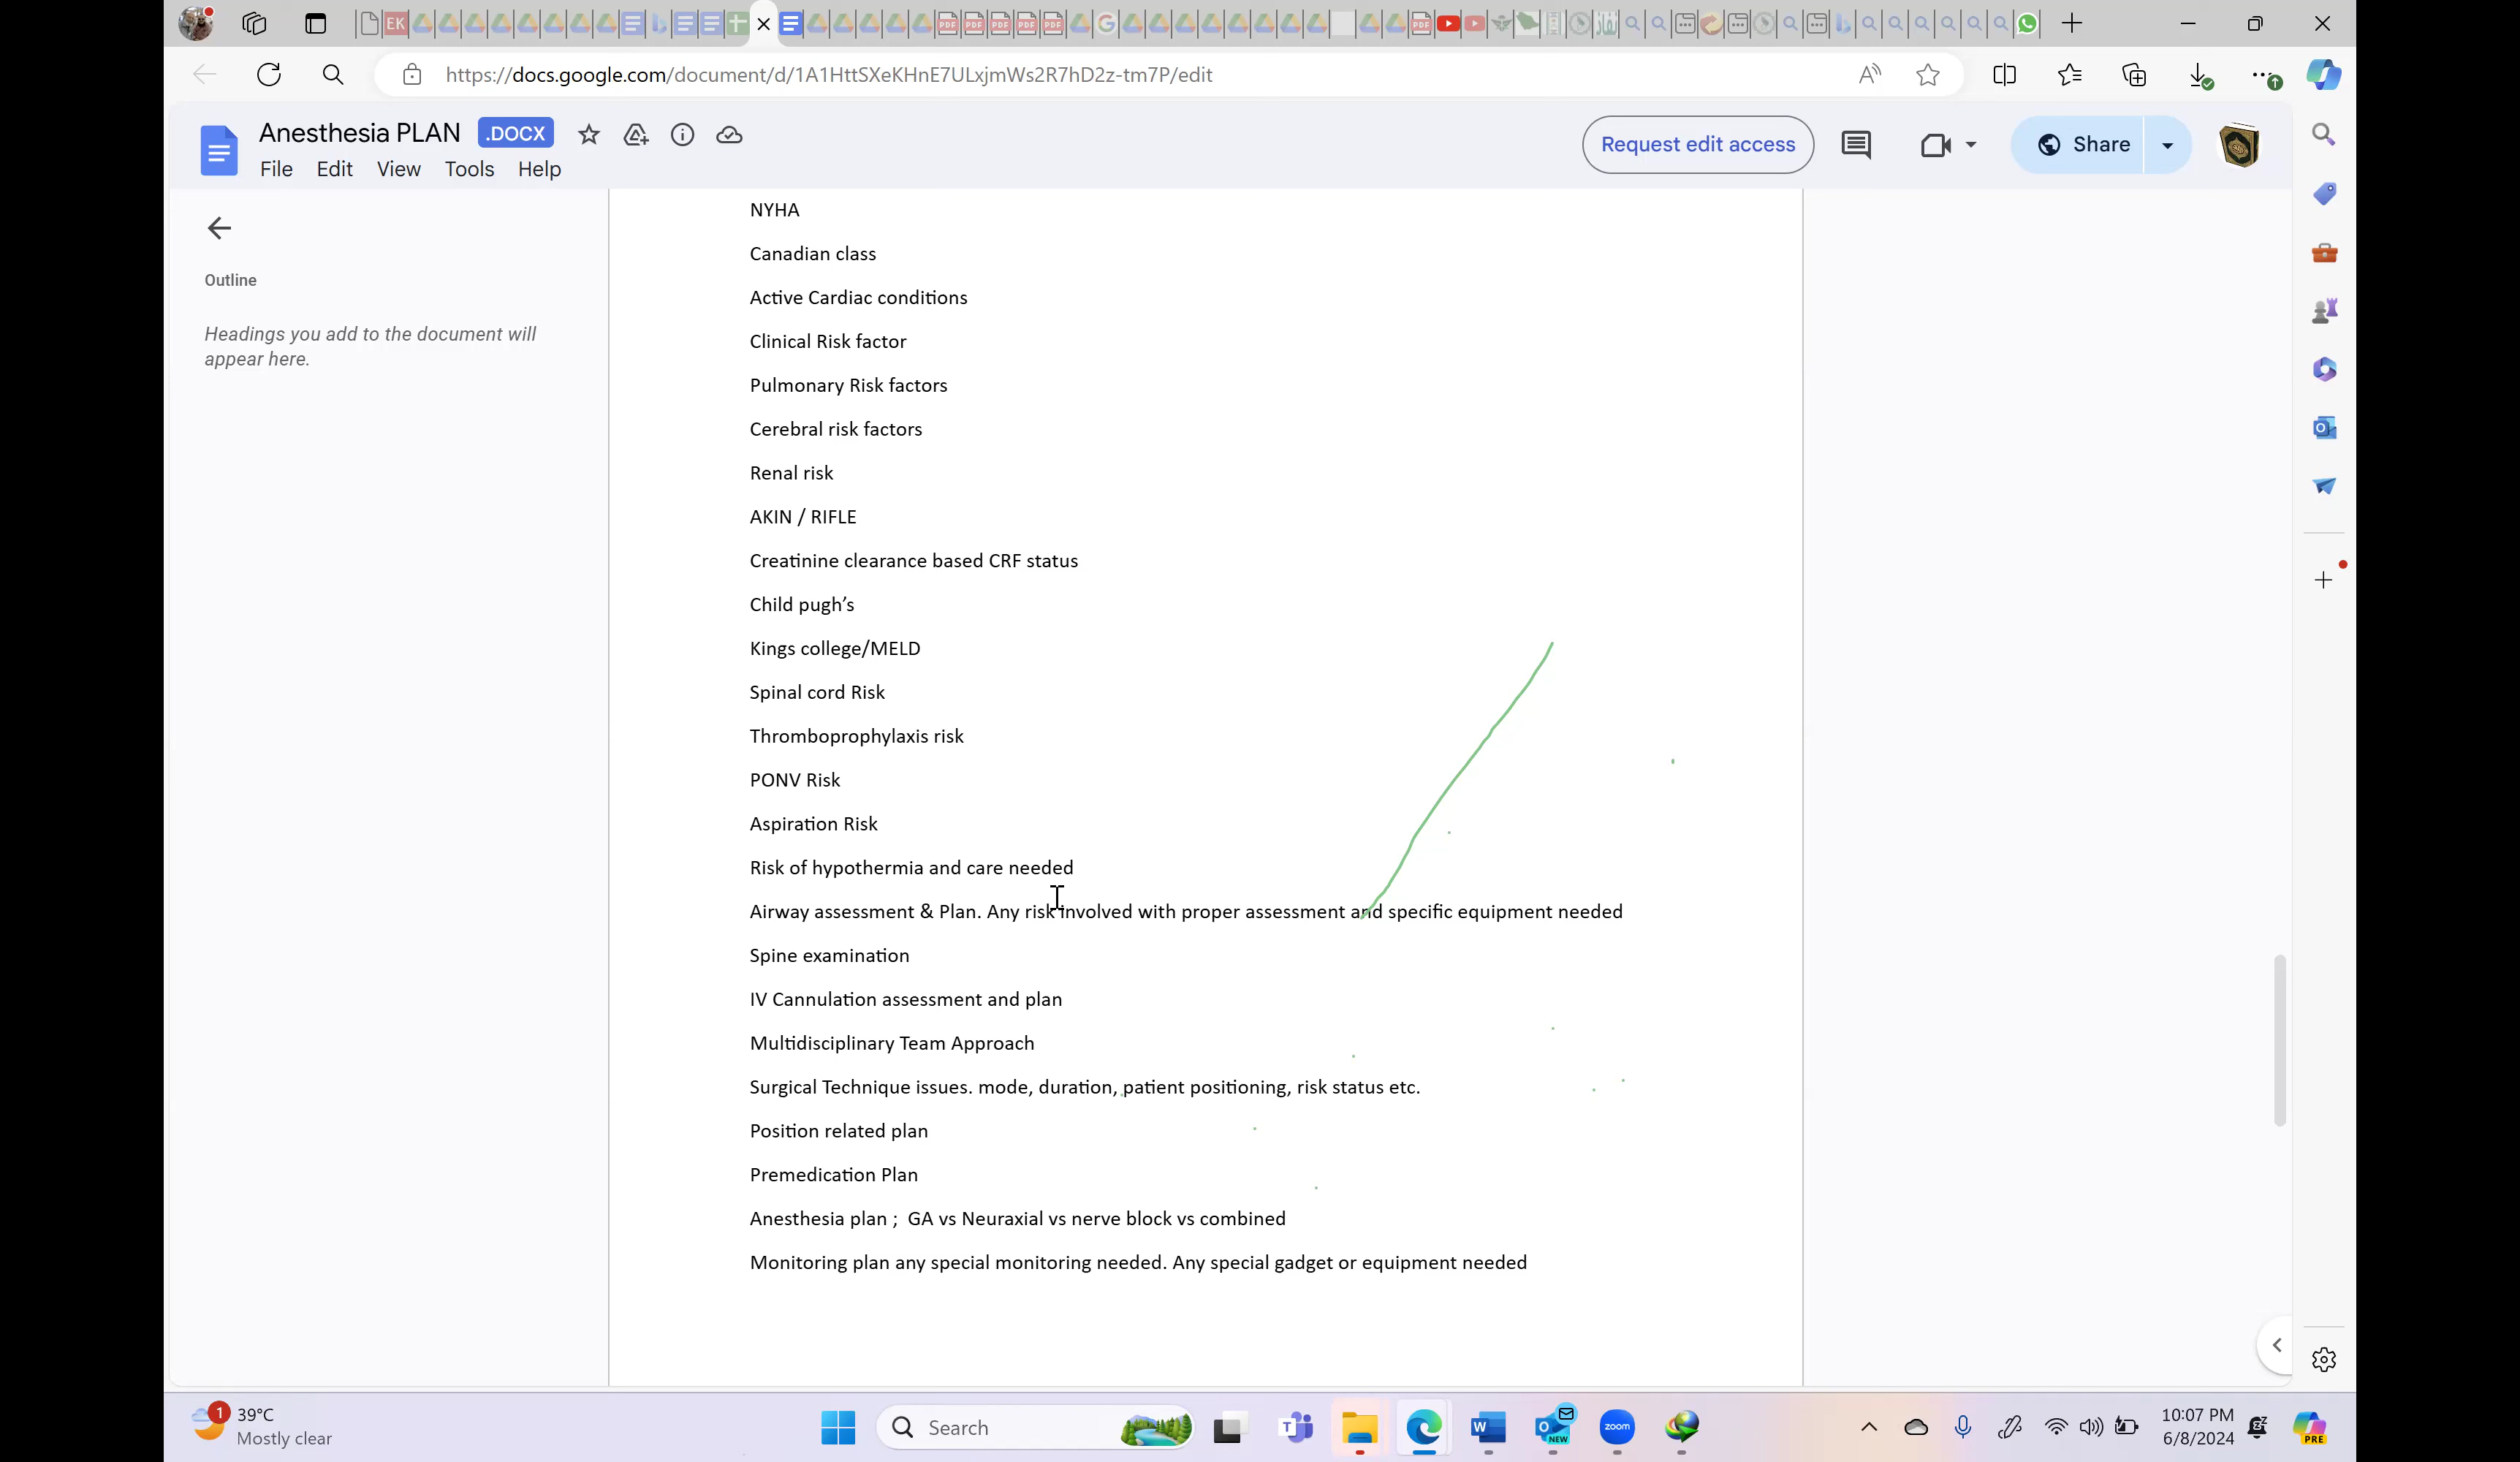 https://docs.google.com/document/d/1A1HttSXeKHnE7ULxjmWs2R7hD2z-tm7P/edit
Anesthesia PLAN .DOCX
File Edit View Tools Help
Request edit access
Share
Outline
Headings you add to the document will
appear here.
NYHA
Canadian class
Active Cardiac conditions
Clinical Risk factor
Pulmonary Risk factors
Cerebral risk factors
Renal risk
AKIN / RIFLE
Creatinine clearance based CRF status
Child pugh’s
Kings college/MELD
Spinal cord Risk
Thromboprophylaxis risk
PONV Risk
Aspiration Risk
Risk of hypothermia and care needed
Airway assessment & Plan. Any risk involved with proper assessment and specific equipment needed
Spine examination
IV Cannulation assessment and plan
Multidisciplinary Team Approach
Surgical Technique issues. mode, duration, patient positioning, risk status etc.
Position related plan
Premedication Plan
Anesthesia plan ; GA vs Neuraxial vs nerve block vs combined
Monitoring plan any special monitoring needed. Any special gadget or equipment needed
1
39°C
Mostly clear
Search
NEW
zoom
10:07 PM
6/8/2024
PRE